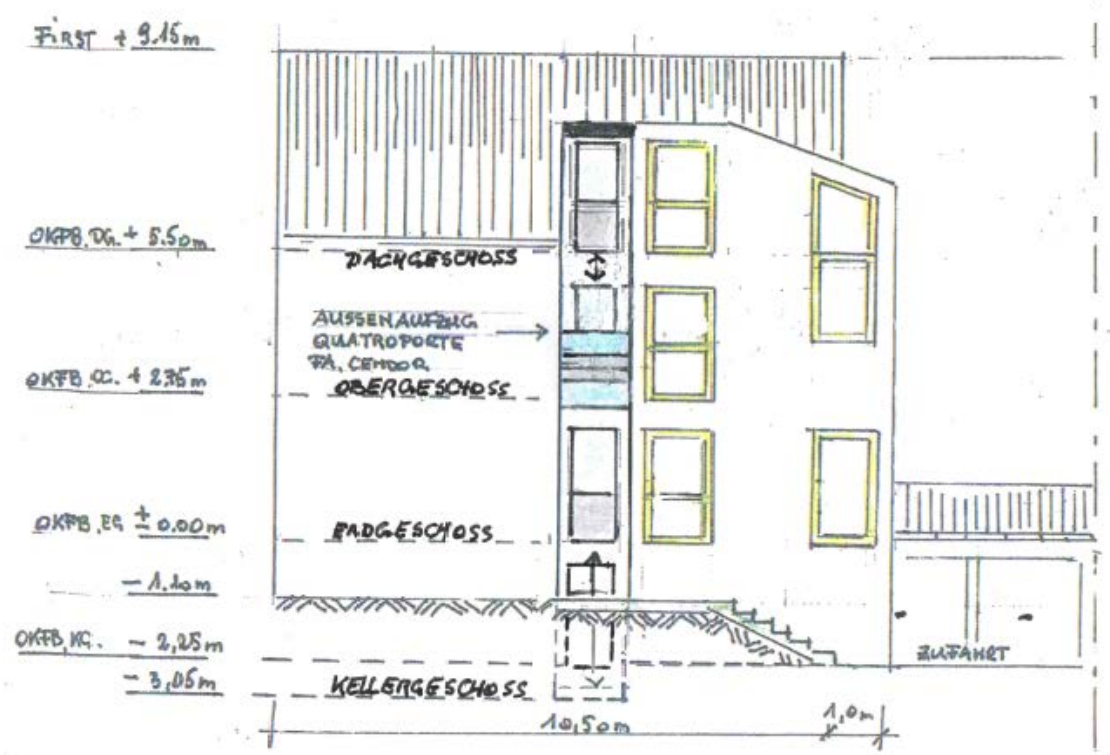 FIRST + 9.15m
OKFB, DG. + 5.50m
DACHGESCHOSS
AUSSENAUFZUG
QUATROPORTE
FA. CEHDOR
OKFB, OG. + 2.75m
OBERGESCHOSS
OKFB, EG ± 0.00m
ERDGESCHOSS
- 1.10m
OKFB, KG. - 2,25m
ZUFAHRT
- 3,05m
KELLERGESCHOSS
10,50m
1,0m